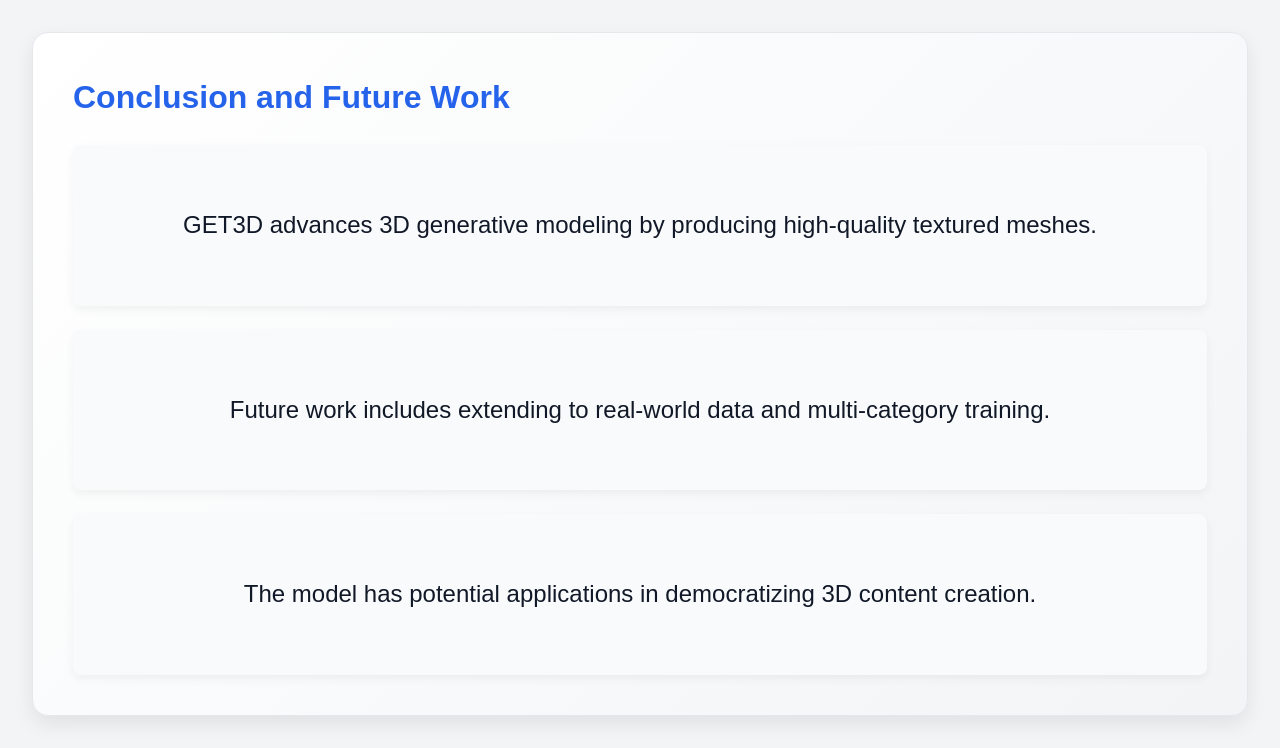 Conclusion and Future Work
GET3D advances 3D generative modeling by producing high-quality textured meshes.
Future work includes extending to real-world data and multi-category training.
The model has potential applications in democratizing 3D content creation.